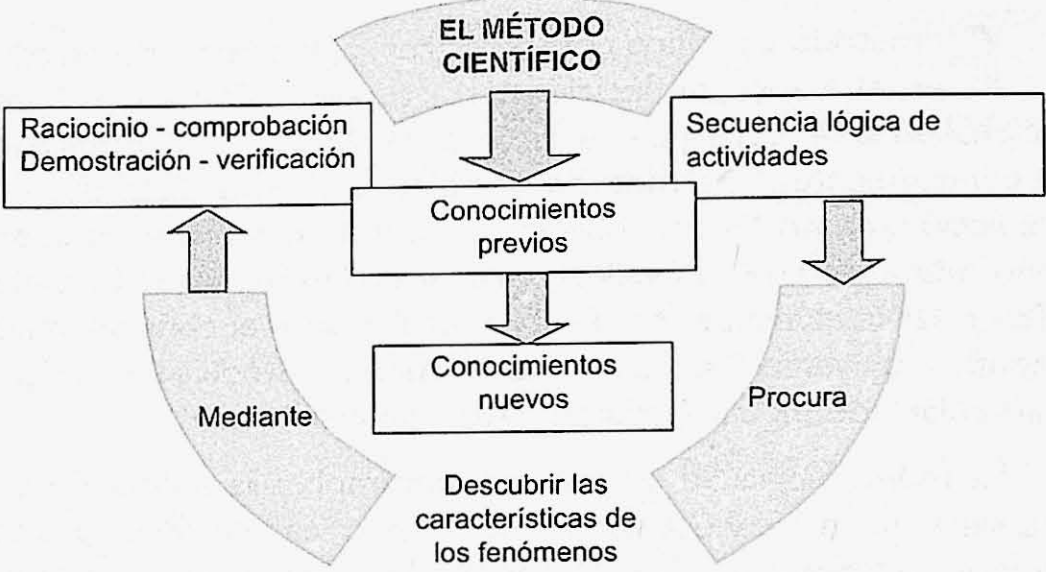 EL MÉTODO
CIENTÍFICO
Raciocinio - comprobación
Demostración - verificación
Secuencia lógica de
actividades
Conocimientos
previos
Conocimientos
nuevos
Mediante
Procura
Descubrir las
características de
los fenómenos